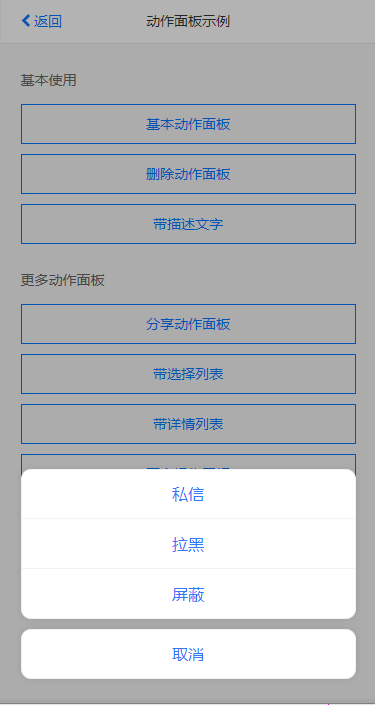 返回
动作面板示例
基本使用
基本动作面板
删除动作面板
带描述文字
更多动作面板
分享动作面板
带选择列表
带详情列表
私信
拉黑
屏蔽
取消